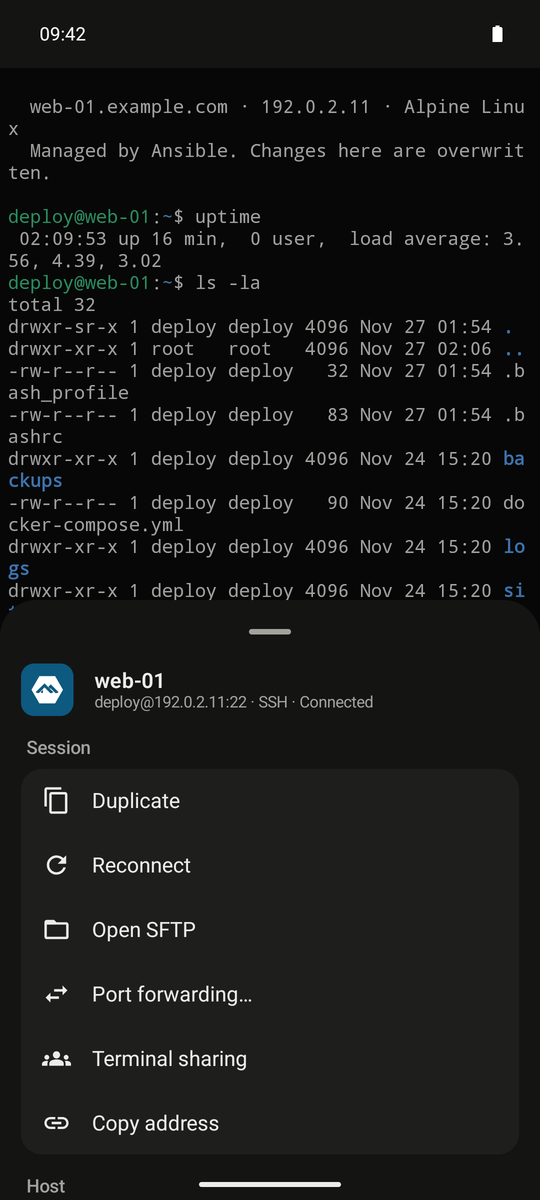 09:42
web-01.example.com · 192.0.2.11 · Alpine Linu
x
Managed by Ansible. Changes here are overwrit
ten.
deploy@web-01:~$ uptime
02:09:53 up 16 min,  0 user,  load average: 3.
56, 4.39, 3.02
deploy@web-01:~$ ls -la
total 32
drwxr-sr-x 1 deploy deploy 4096 Nov 27 01:54 .
drwxr-xr-x 1 root   root   4096 Nov 27 02:06 ..
-rw-r--r-- 1 deploy deploy   32 Nov 27 01:54 .b
ash_profile
-rw-r--r-- 1 deploy deploy   83 Nov 27 01:54 .b
ashrc
drwxr-xr-x 1 deploy deploy 4096 Nov 24 15:20 ba
ckups
-rw-r--r-- 1 deploy deploy   90 Nov 24 15:20 do
cker-compose.yml
drwxr-xr-x 1 deploy deploy 4096 Nov 24 15:20 lo
gs
drwxr-xr-x 1 deploy deploy 4096 Nov 24 15:20 si
web-01
deploy@192.0.2.11:22 · SSH · Connected
Session
Duplicate
Reconnect
Open SFTP
Port forwarding…
Terminal sharing
Copy address
Host